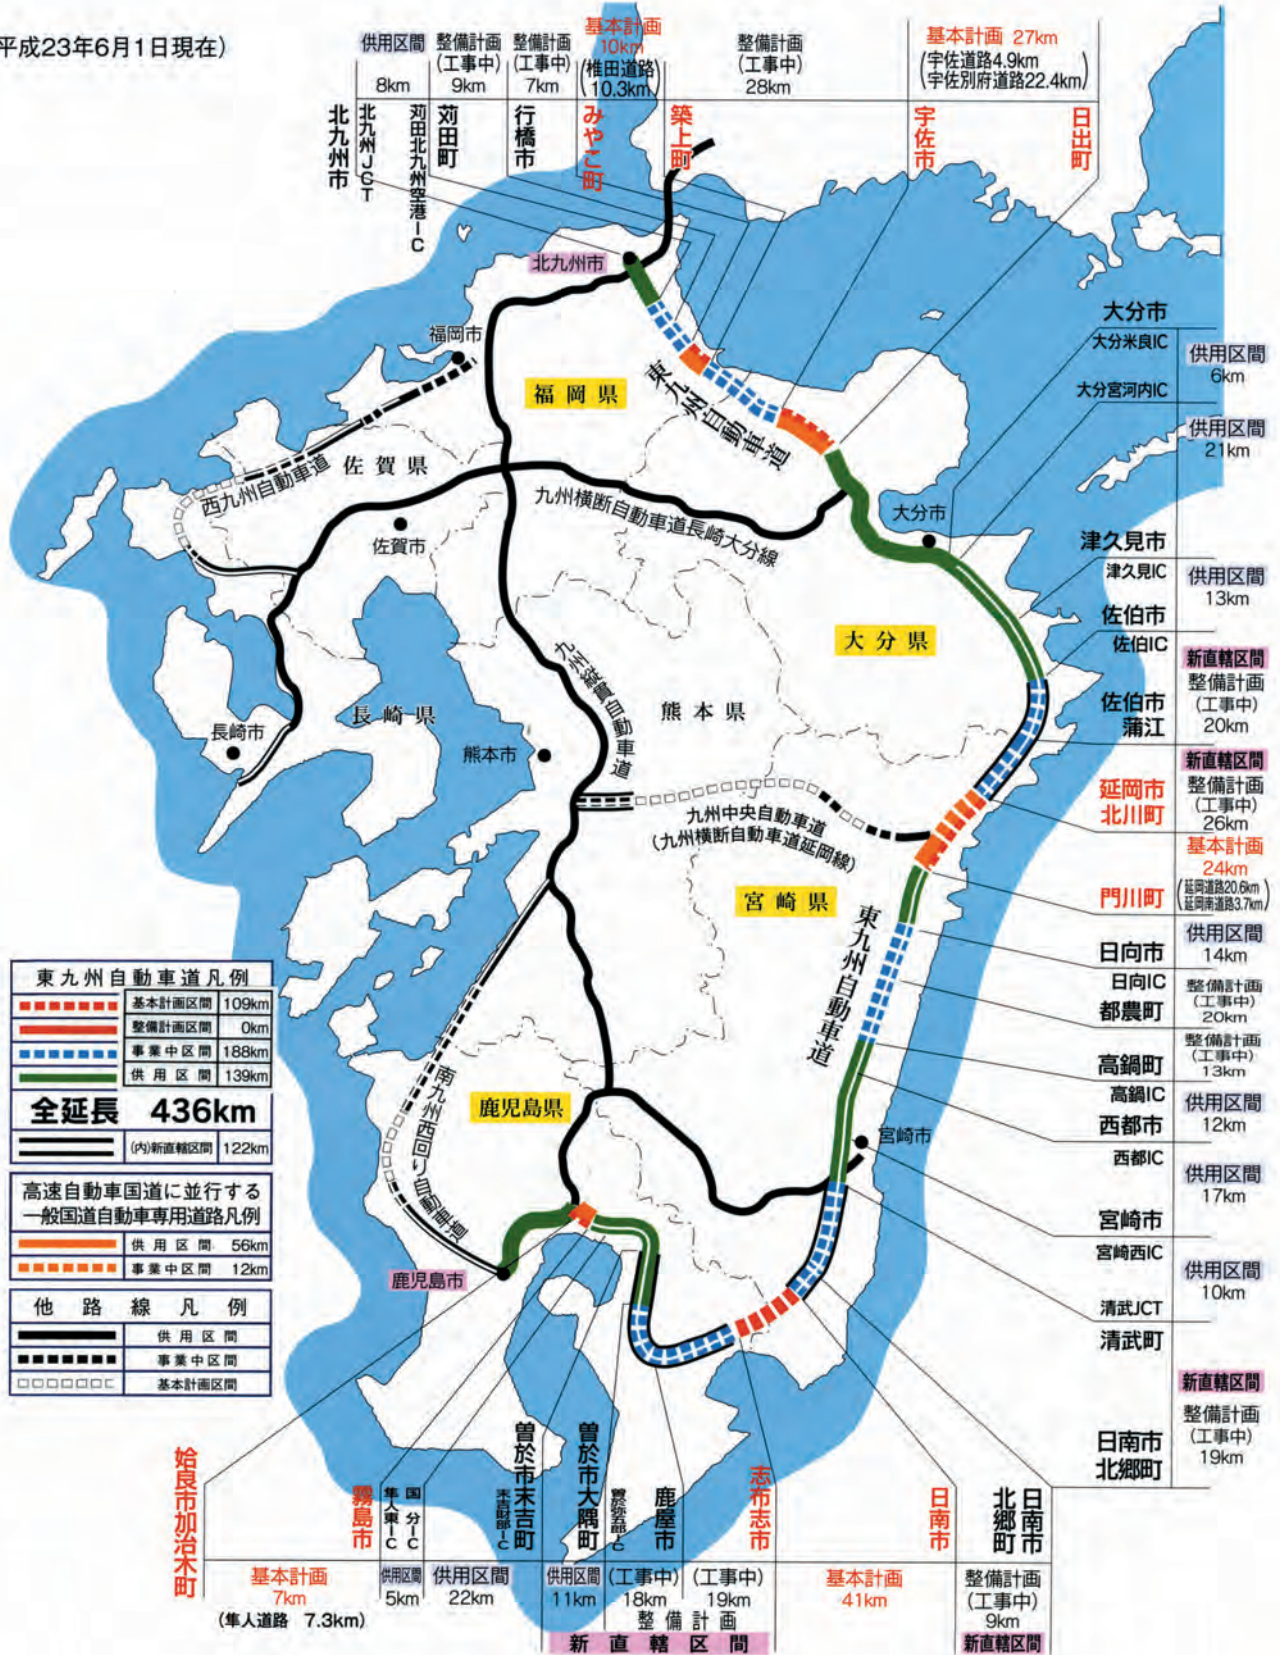 平成23年6月1日現在)
供用区間
8km
整備計画
(工事中)
9km
整備計画
(工事中)
7km
基本計画
10km
(椎田道路
10.3km)
整備計画
(工事中)
28km
基本計画 27km
(宇佐道路4.9km
宇佐別府道路22.4km)
北九州市
北九州JCT
苅田北九州空港IC
苅田町
行橋市
みやこ町
築上町
宇佐市
日出町
北九州市
福岡市
福岡県
東九州自動車道
佐賀県
西九州自動車道
佐賀市
九州横断自動車道長崎大分線
大分市
大分県
長崎県
長崎市
熊本県
熊本市
九州縦貫自動車道
九州中央自動車道
(九州横断自動車道延岡線)
宮崎県
東九州自動車道
宮崎市
鹿児島県
南九州西回り自動車道
鹿児島市
大分市
大分米良IC
供用区間
6km
大分宮河内IC
供用区間
21km
津久見市
津久見IC
供用区間
13km
佐伯市
佐伯IC
新直轄区間
整備計画
(工事中)
20km
佐伯市
蒲江
新直轄区間
整備計画
(工事中)
26km
延岡市
北川町
基本計画
24km
(延岡道路20.6km
延岡南道路3.7km)
門川町
供用区間
14km
日向市
日向IC
整備計画
(工事中)
20km
都農町
整備計画
(工事中)
13km
高鍋町
高鍋IC
供用区間
12km
西都市
西都IC
供用区間
17km
宮崎市
宮崎西IC
供用区間
10km
清武JCT
清武町
新直轄区間
整備計画
(工事中)
19km
日南市
北郷町
東九州自動車道凡例
基本計画区間 109km
整備計画区間 0km
事業中区間 188km
供用区間 139km
全延長 436km
(内)新直轄区間 122km
高速自動車国道に並行する
一般国道自動車専用道路凡例
供用区間 56km
事業中区間 12km
他路線凡例
供用区間
事業中区間
基本計画区間
姶良市加治木町
霧島市
隼人東IC
国分IC
末吉財部IC
曽於市末吉町
曽於市大隅町
曽於弥五郎IC
鹿屋市
志布志市
日南市
北郷町
日南市
基本計画
7km
(隼人道路 7.3km)
供用区間
5km
供用区間
22km
供用区間
11km
(工事中)
18km
(工事中)
19km
整備計画
新直轄区間
基本計画
41km
整備計画
(工事中)
9km
新直轄区間